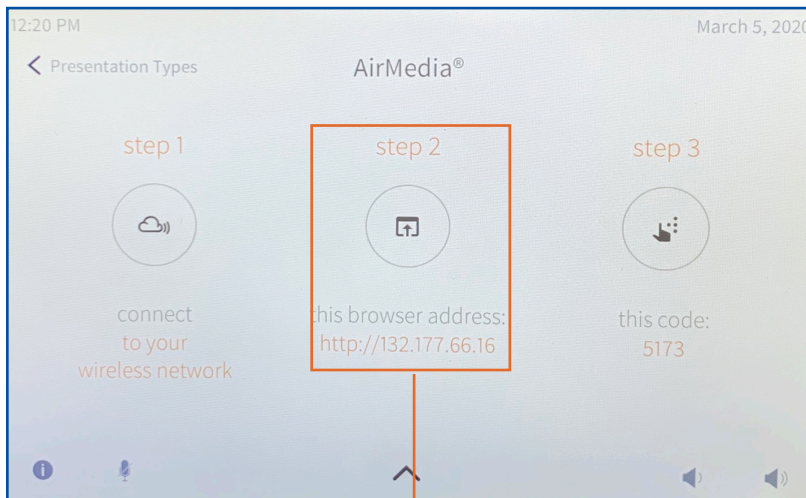 12:20 PM
March 5, 2020
Presentation Types
AirMedia®
step 1
step 2
step 3
connect
to your
wireless network
this browser address:
http://132.177.66.16
this code:
5173